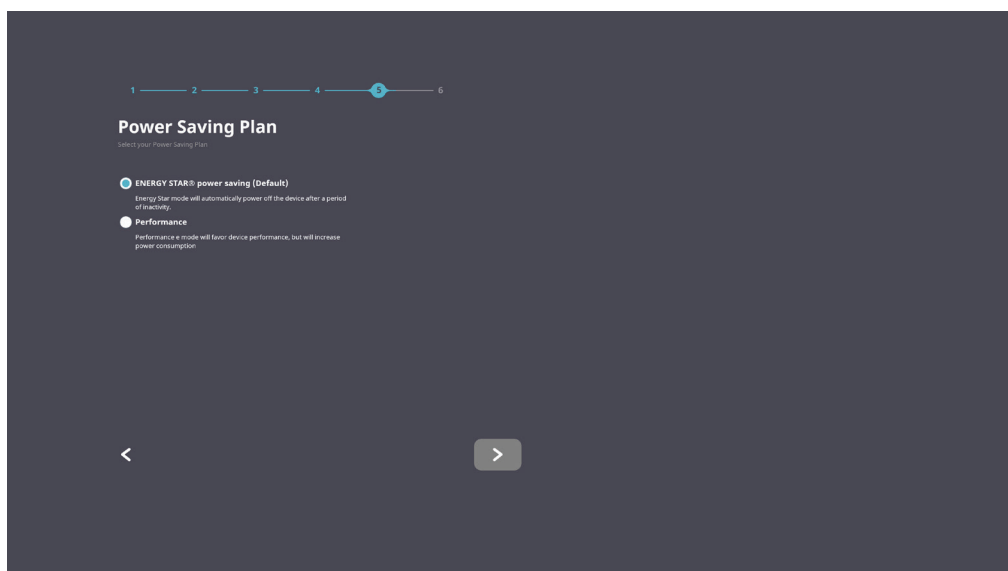 1 2 3 4 5 6
Power Saving Plan
Select your Power Saving Plan
ENERGY STAR® power saving (Default)
Energy Star mode will automatically power off the device after a period
of inactivity.
Performance
Performance e mode will favor device performance, but will increase
power consumption